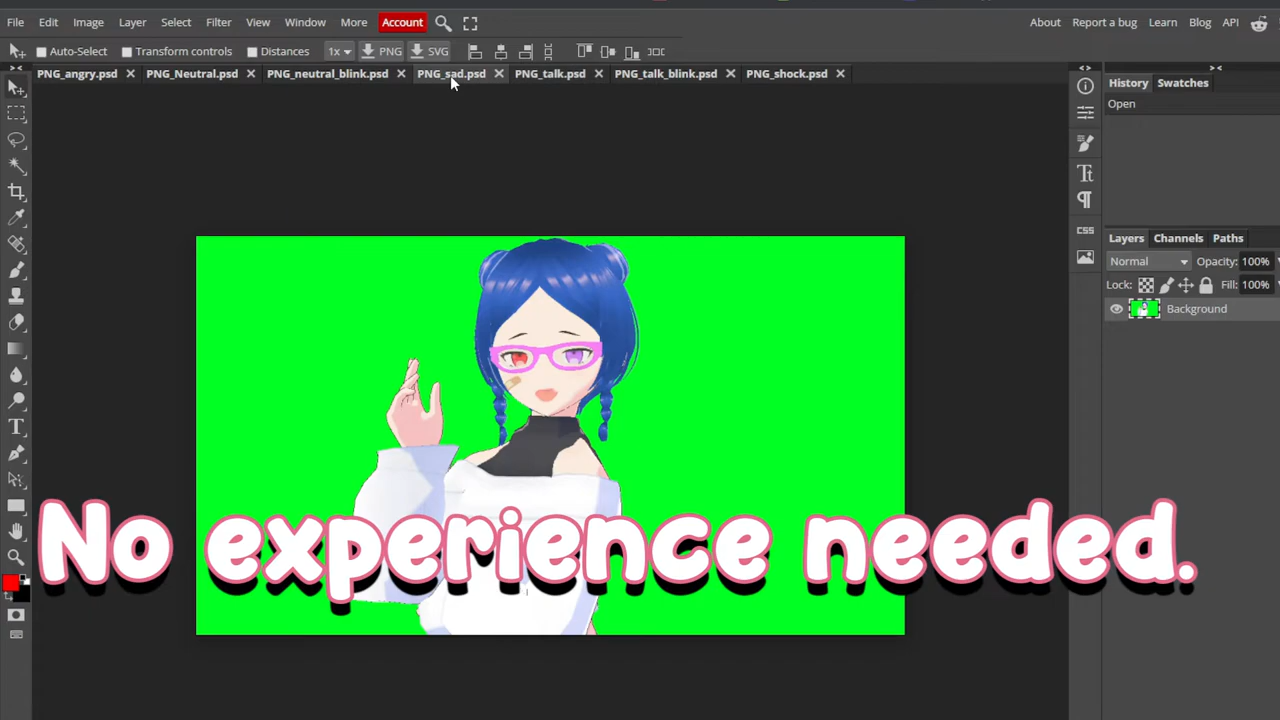 File Edit Image Layer Select Filter View Window More Account About Report a bug Learn Blog API
Auto-Select Transform controls Distances 1x PNG SVG
PNG_angry.psd PNG_Neutral.psd PNG_neutral_blink.psd PNG_sad.psd PNG_talk.psd PNG_talk_blink.psd PNG_shock.psd
History Swatches
Open
Layers Channels Paths
Normal Opacity: 100%
Lock: Fill: 100%
Background
CSS
No experience needed.